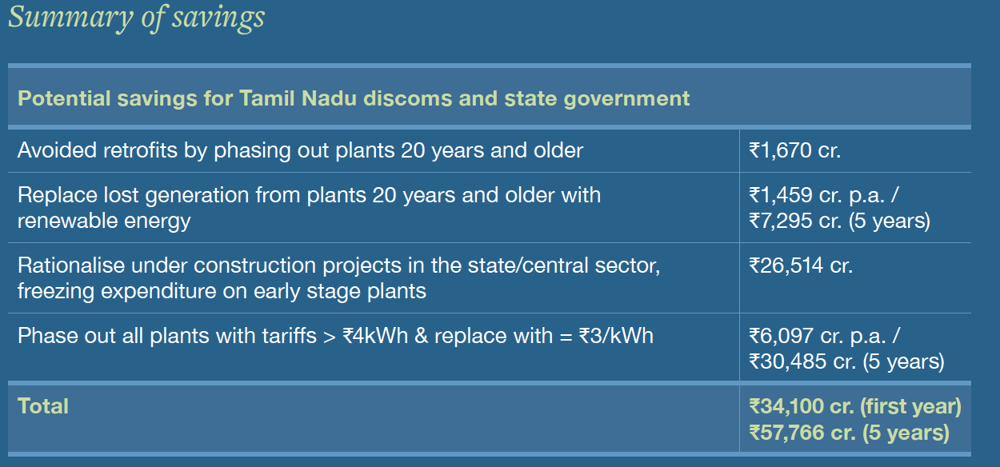 Summary of savings
Potential savings for Tamil Nadu discoms and state government
Avoided retrofits by phasing out plants 20 years and older
₹1,670 cr.
Replace lost generation from plants 20 years and older with
renewable energy
₹1,459 cr. p.a. /
₹7,295 cr. (5 years)
Rationalise under construction projects in the state/central sector,
freezing expenditure on early stage plants
₹26,514 cr.
Phase out all plants with tariffs > ₹4kWh & replace with = ₹3/kWh
₹6,097 cr. p.a. /
₹30,485 cr. (5 years)
Total
₹34,100 cr. (first year)
₹57,766 cr. (5 years)